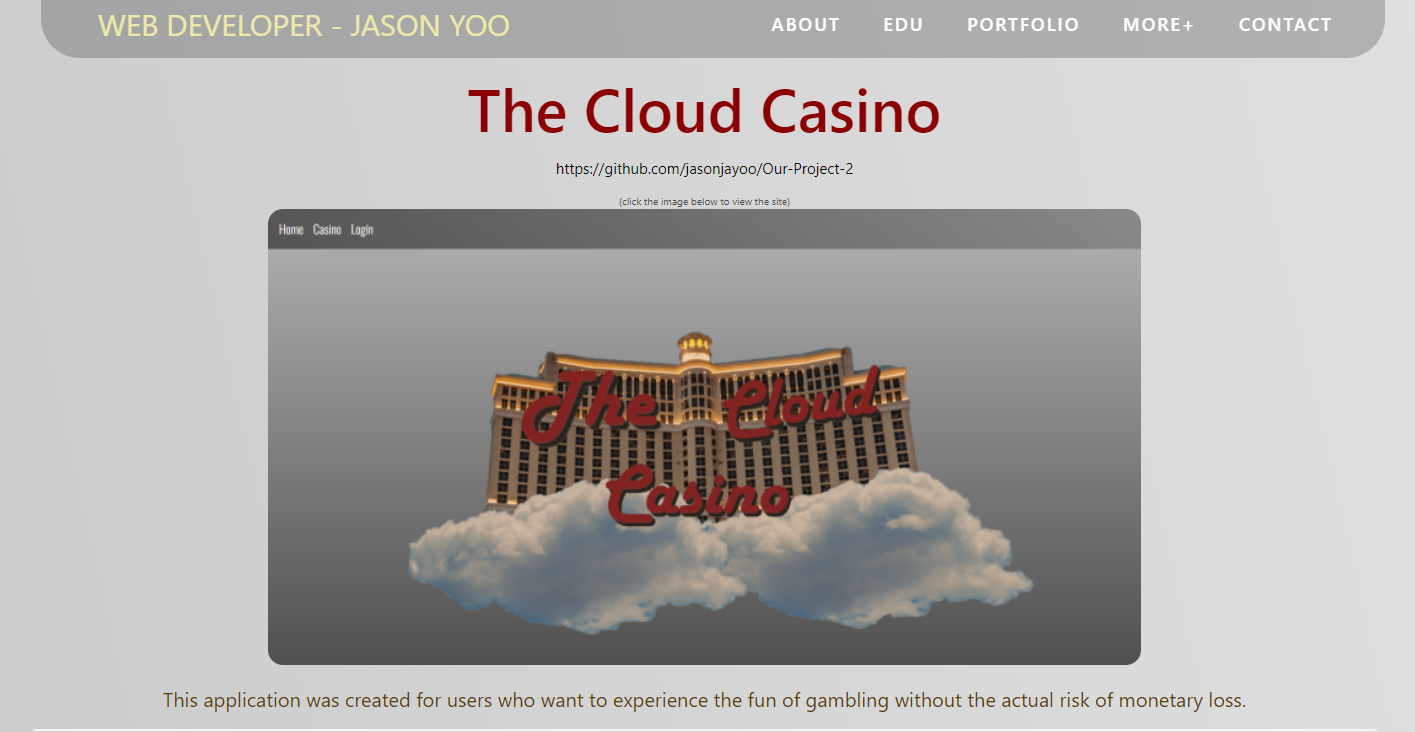 WEB DEVELOPER - JASON YOO ABOUT EDU PORTFOLIO MORE+ CONTACT
The Cloud Casino
https://github.com/jasonjayoo/Our-Project-2
(click the image below to view the site)
Home Casino Login
The Cloud
Casino
This application was created for users who want to experience the fun of gambling without the actual risk of monetary loss.